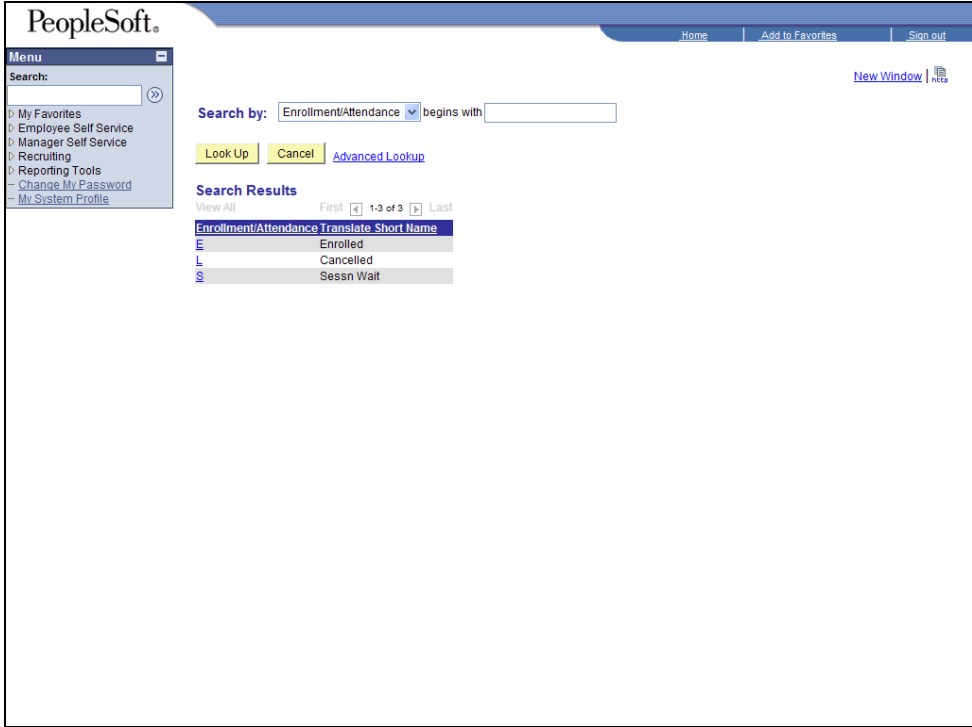 PeopleSoft®
Home Add to Favorites Sign out
Menu
Search:
My Favorites
Employee Self Service
Manager Self Service
Recruiting
Reporting Tools
Change My Password
My System Profile
New Window | http
Search by: Enrollment/Attendance begins with
Look Up Cancel Advanced Lookup
Search Results
View All First 1-3 of 3 Last
Enrollment/Attendance Translate Short Name
E Enrolled
L Cancelled
S Sessn Wait